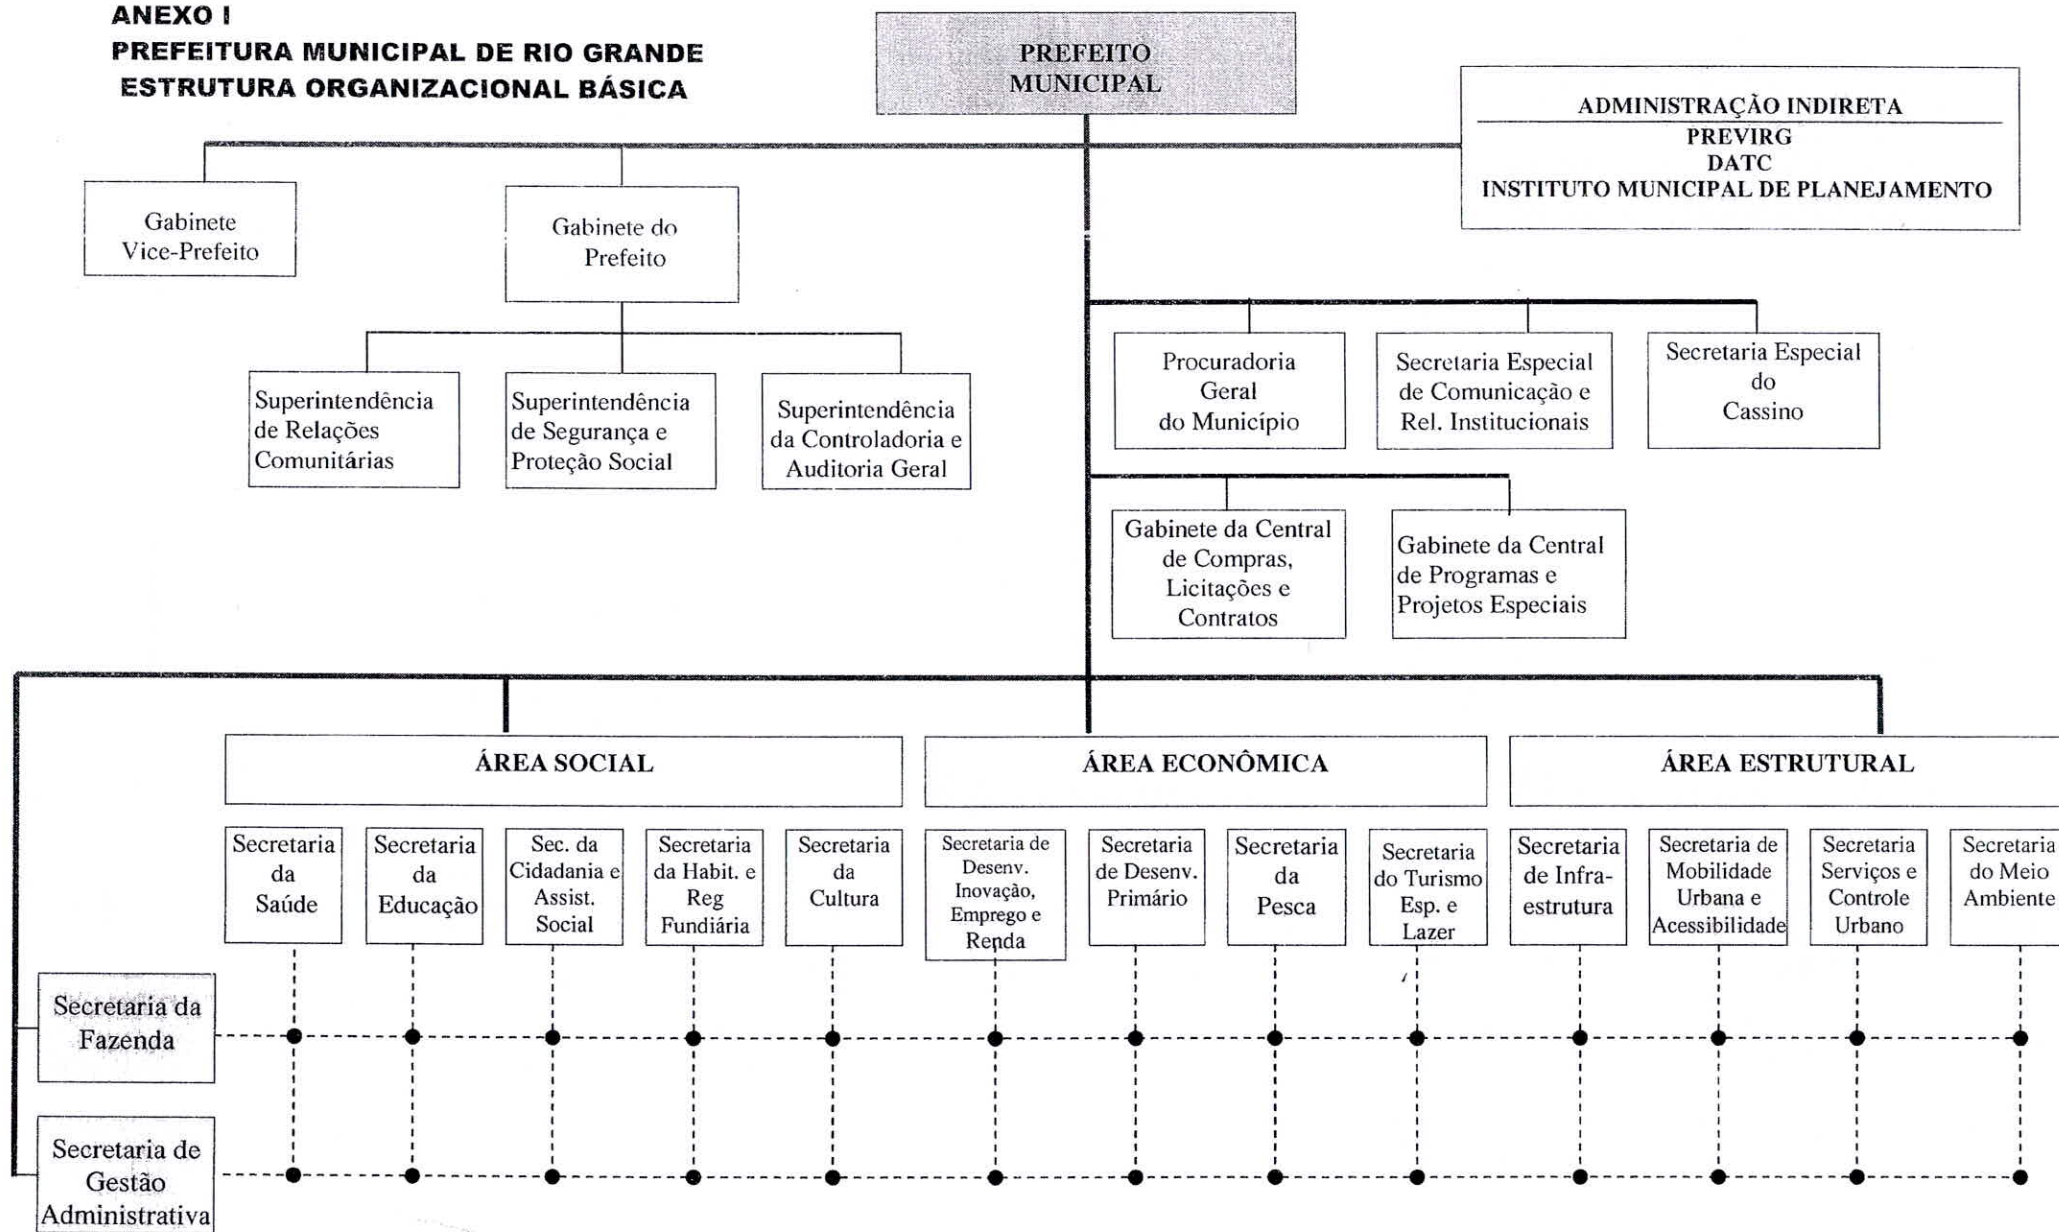 ANEXO I
PREFEITURA MUNICIPAL DE RIO GRANDE
ESTRUTURA ORGANIZACIONAL BÁSICA
PREFEITO
MUNICIPAL
ADMINISTRAÇÃO INDIRETA
PREVIRG
DATC
INSTITUTO MUNICIPAL DE PLANEJAMENTO
Gabinete
Vice-Prefeito
Gabinete do
Prefeito
Superintendência
de Relações
Comunitárias
Superintendência
de Segurança e
Proteção Social
Superintendência
da Controladoria e
Auditoria Geral
Procuradoria
Geral
do Município
Secretaria Especial
de Comunicação e
Rel. Institucionais
Secretaria Especial
do
Cassino
Gabinete da Central
de Compras,
Licitações e
Contratos
Gabinete da Central
de Programas e
Projetos Especiais
ÁREA SOCIAL
ÁREA ECONÔMICA
ÁREA ESTRUTURAL
Secretaria
da
Saúde
Secretaria
da
Educação
Sec. da
Cidadania e
Assist.
Social
Secretaria
da Habit. e
Reg
Fundiária
Secretaria
da
Cultura
Secretaria de
Desenv.
Inovação,
Emprego e
Renda
Secretaria
de Desenv.
Primário
Secretaria
da
Pesca
Secretaria
do Turismo
Esp. e
Lazer
Secretaria
de Infra-
estrutura
Secretaria de
Mobilidade
Urbana e
Acessibilidade
Secretaria
Serviços e
Controle
Urbano
Secretaria
do Meio
Ambiente
Secretaria da
Fazenda
Secretaria de
Gestão
Administrativa